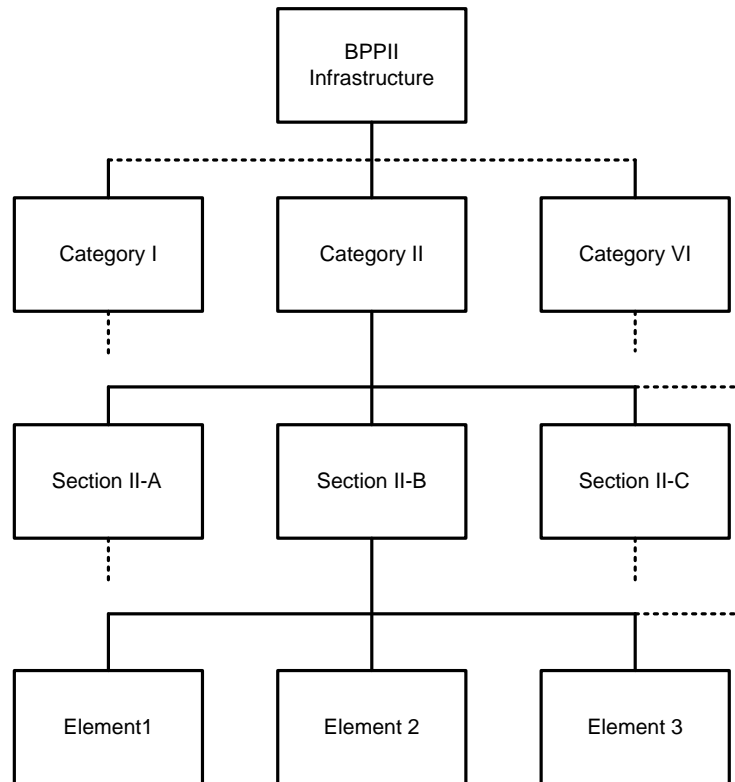 BPPII
Infrastructure
Category I
Category II
Category VI
Section II-A
Section II-B
Section II-C
Element1
Element 2
Element 3